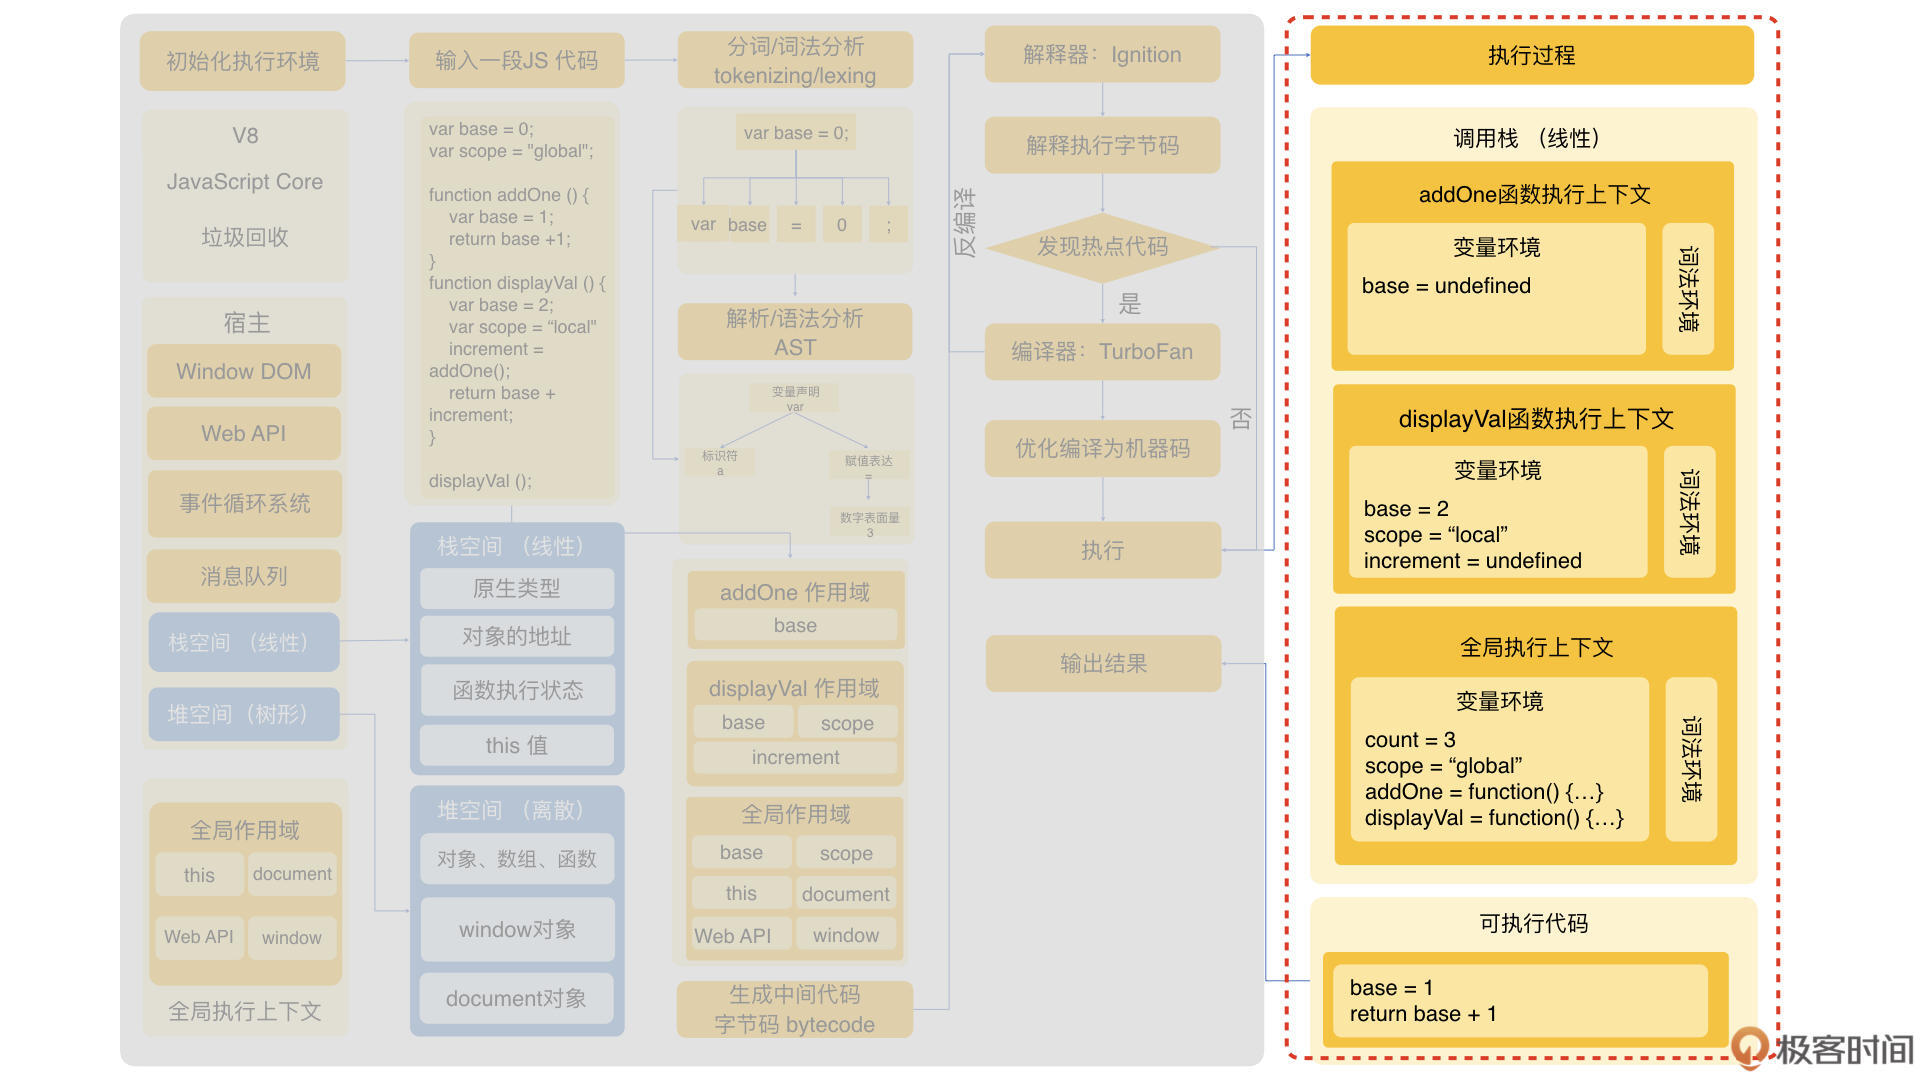 初始化执行环境
V8
JavaScript Core
垃圾回收
宿主
Window DOM
Web API
事件循环系统
消息队列
栈空间 （线性）
堆空间（树形）
全局作用域
this
document
Web API
window
全局执行上下文
输入一段JS 代码
var base = 0;
var scope = "global";
function addOne () {
var base = 1;
return base +1;
}
function displayVal () {
var base = 2;
var scope = “local"
increment =
addOne();
return base +
increment;
}
displayVal ();
栈空间 （线性）
原生类型
对象的地址
函数执行状态
this 值
堆空间 （离散）
对象、数组、函数
window对象
document对象
分词/词法分析
tokenizing/lexing
var base = 0;
var
base
=
0
;
解析/语法分析
AST
变量声明
var
标识符
a
赋值表达
=
数字表面量
3
addOne 作用域
base
displayVal 作用域
base
scope
increment
全局作用域
base
scope
this
document
Web API
window
生成中间代码
字节码 bytecode
反编译
解释器：Ignition
解释执行字节码
发现热点代码
是
否
编译器：TurboFan
优化编译为机器码
执行
输出结果
执行过程
调用栈 （线性）
addOne函数执行上下文
变量环境
base = undefined
词法环境
displayVal函数执行上下文
变量环境
base = 2
scope = “local”
increment = undefined
词法环境
全局执行上下文
变量环境
count = 3
scope = “global”
addOne = function() {…}
displayVal = function() {…}
词法环境
可执行代码
base = 1
return base + 1
极客时间